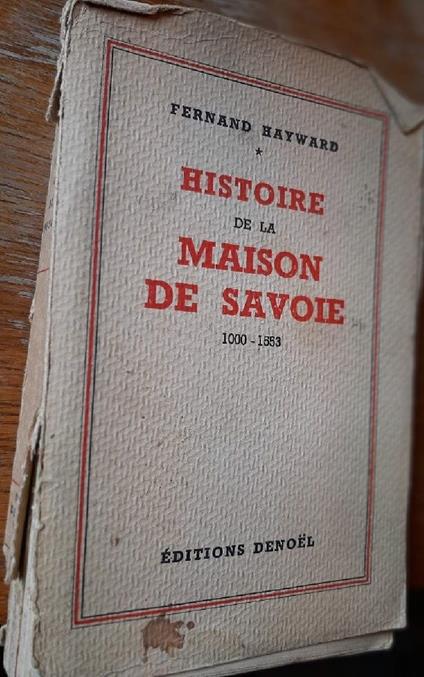 FERNAND HAYWARD
*
HISTOIRE
DE LA
MAISON
DE SAVOIE
1000 - 1553
ÉDITIONS DENOËL